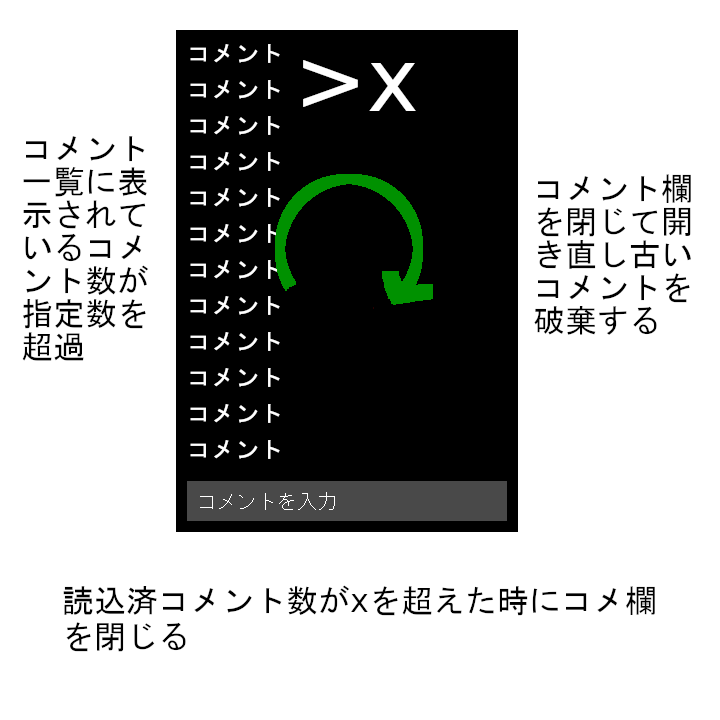 コメント
コメント
コメント
コメント
コメント
コメント
コメント
コメント
コメント
コメント
コメント
コメント
>x
コメントを入力
コメント
一覧に表
示されて
いるコメ
ント数が
指定数を
超過
コメント欄
を閉じて開
き直し古い
コメントを
破棄する
読込済コメント数がxを超えた時にコメ欄
を閉じる